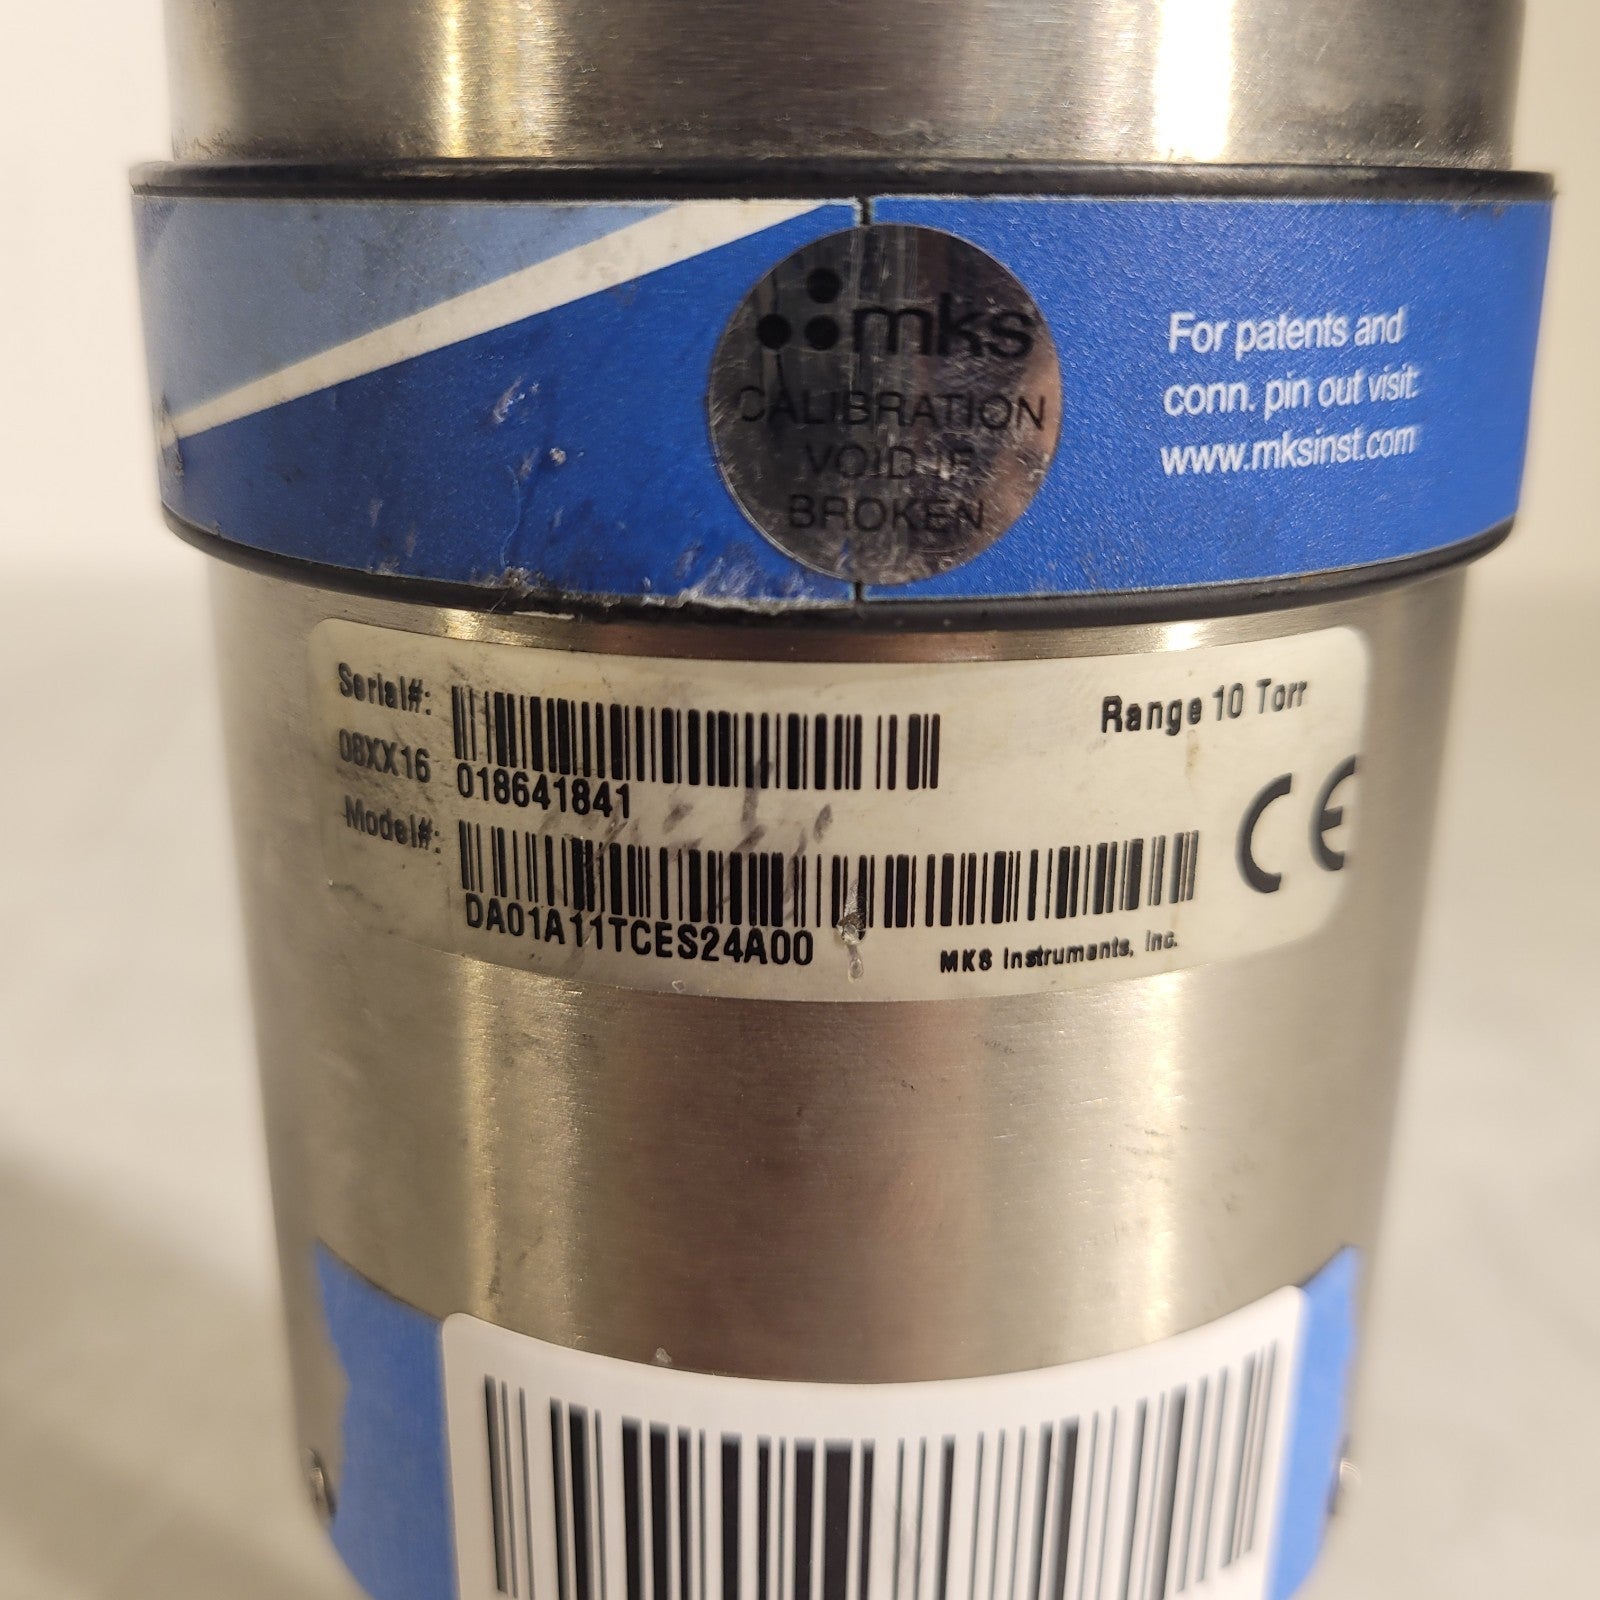 mks
CALIBRATION
VOID IF
BROKEN
For patents and
conn. pin out visit:
www.mksinst.com
Serial#:
08XX16
018641841
Range 10 Torr
Model#:
DA01A11TCES24A00
CE
MKS Instruments, Inc.